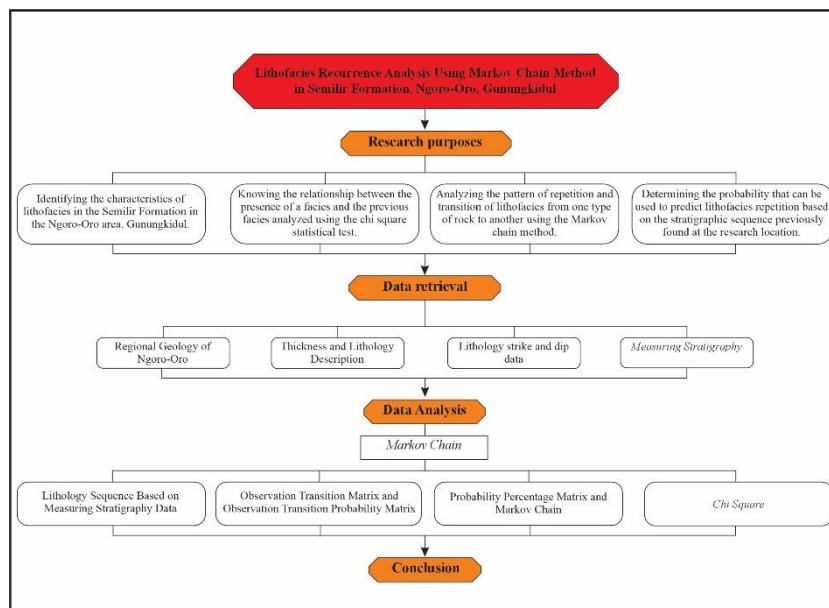 Lithofacies Recurrence Analysis Using Markov Chain Method
in Semilir Formation, Ngoro-Oro, Gunungkidul
Research purposes
Identifying the characteristics of
lithofacies in the Semilir Formation in
the Ngoro-Oro area, Gunungkidul.
Knowing the relationship between the
presence of a facies and the previous
facies analyzed using the chi square
statistical test.
Analyzing the pattern of repetition and
transition of lithofacies from one type of
rock to another using the Markov
chain method.
Determining the probability that can be
used to predict lithofacies repetition based
on the stratigraphic sequence previously
found at the research location.
Data retrieval
Regional Geology of
Ngoro-Oro
Thickness and Lithology
Description
Lithology strike and dip
data
Measuring Stratigraphy
Data Analysis
Markov Chain
Lithology Sequence Based on
Measuring Stratigraphy Data
Observation Transition Matrix and
Observation Transition Probability Matrix
Probability Percentage Matrix and
Markov Chain
Chi Square
Conclusion